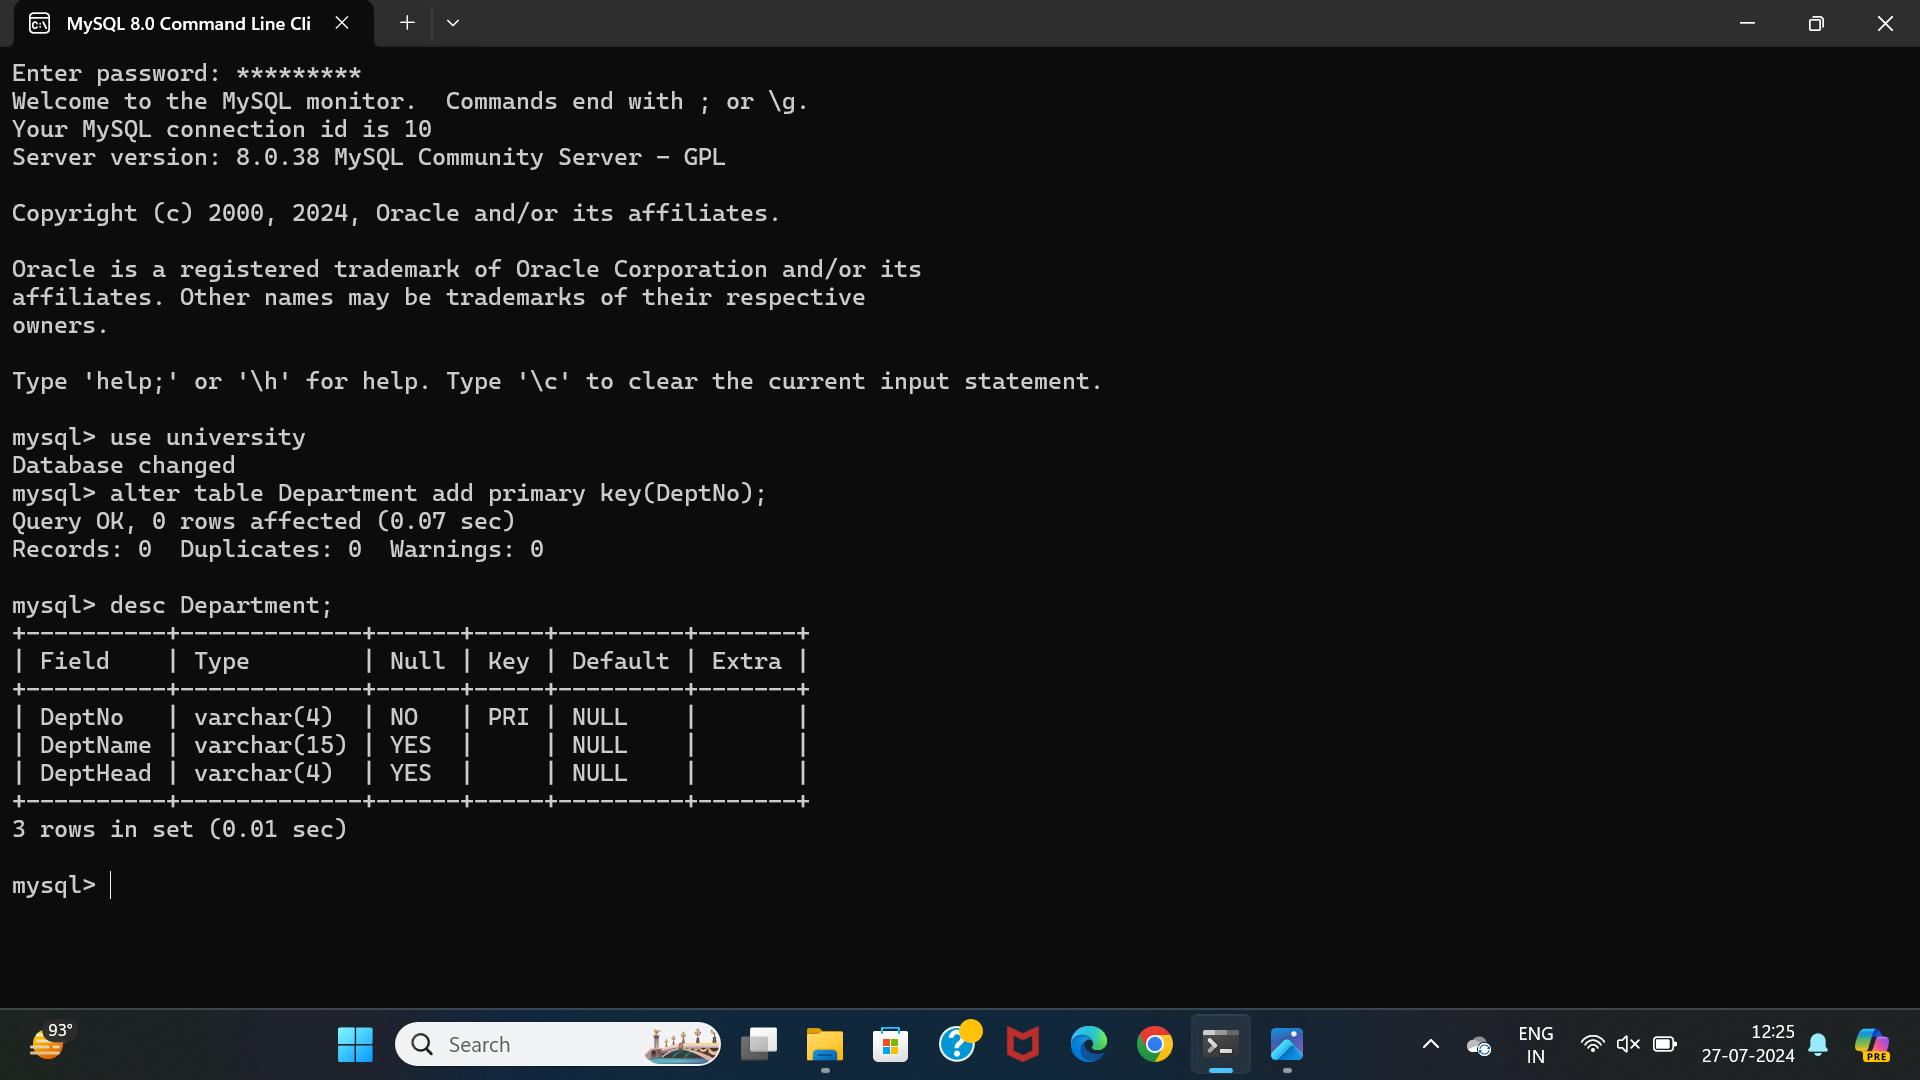 MySQL 8.0 Command Line Cli
Enter password: *********
Welcome to the MySQL monitor.  Commands end with ; or \g.
Your MySQL connection id is 10
Server version: 8.0.38 MySQL Community Server - GPL
Copyright (c) 2000, 2024, Oracle and/or its affiliates.
Oracle is a registered trademark of Oracle Corporation and/or its
affiliates. Other names may be trademarks of their respective
owners.
Type 'help;' or '\h' for help. Type '\c' to clear the current input statement.
mysql> use university
Database changed
mysql> alter table Department add primary key(DeptNo);
Query OK, 0 rows affected (0.07 sec)
Records: 0  Duplicates: 0  Warnings: 0
mysql> desc Department;
+----------+-------------+------+-----+---------+-------+
| Field    | Type        | Null | Key | Default | Extra |
+----------+-------------+------+-----+---------+-------+
| DeptNo   | varchar(4)  | NO   | PRI | NULL    |       |
| DeptName | varchar(15) | YES  |     | NULL    |       |
| DeptHead | varchar(4)  | YES  |     | NULL    |       |
+----------+-------------+------+-----+---------+-------+
3 rows in set (0.01 sec)
mysql>
93°
Search
ENG
IN
12:25
27-07-2024
PRE